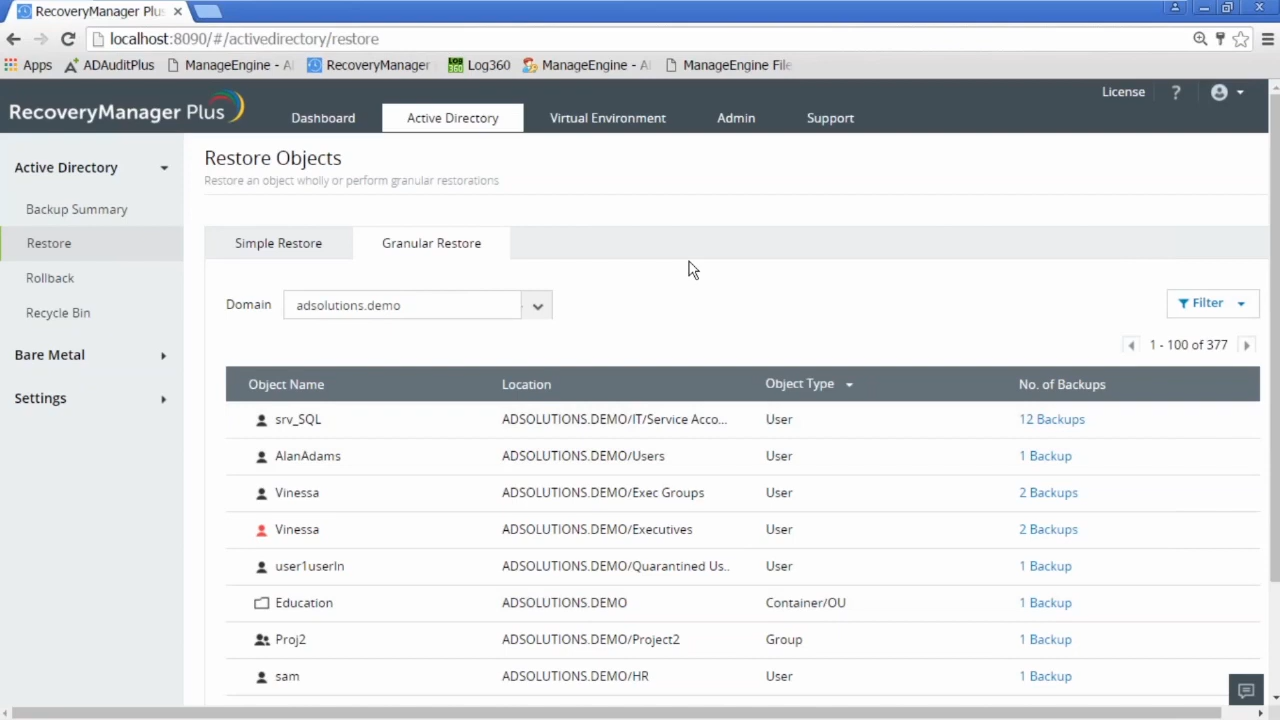 RecoveryManager Plus
localhost:8090/#/activedirectory/restore
Apps ADAuditPlus ManageEngine - A RecoveryManager Log360 ManageEngine - A ManageEngine File
License ?
RecoveryManager Plus Dashboard Active Directory Virtual Environment Admin Support
Active Directory
Backup Summary
Restore
Rollback
Recycle Bin
Bare Metal
Settings
Restore Objects
Restore an object wholly or perform granular restorations
Simple Restore Granular Restore
Domain adsolutions.demo Filter
1 - 100 of 377
Object Name Location Object Type No. of Backups
srv_SQL ADSOLUTIONS.DEMO/IT/Service Acco... User 12 Backups
AlanAdams ADSOLUTIONS.DEMO/Users User 1 Backup
Vinessa ADSOLUTIONS.DEMO/Exec Groups User 2 Backups
Vinessa ADSOLUTIONS.DEMO/Executives User 2 Backups
ADSOLUTIONS.DEMO/Quarantined Us.. User 1 Backup
Education ADSOLUTIONS.DEMO Container/OU 1 Backup
Proj2 ADSOLUTIONS.DEMO/Project2 Group 1 Backup
sam ADSOLUTIONS.DEMO/HR User 1 Backup